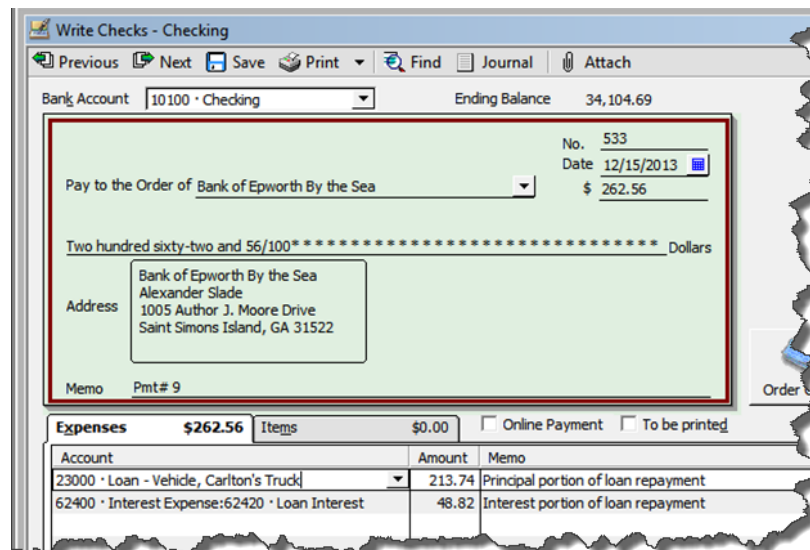 Write Checks - Checking
Previous Next Save Print Find Journal Attach
Bank Account 10100 · Checking Ending Balance 34,104.69
No. 533
Date 12/15/2013
Pay to the Order of Bank of Epworth By the Sea $ 262.56
Two hundred sixty-two and 56/100* * * * * * * * * * * * * * * * * * * * * * * * * * * * * * * Dollars
Bank of Epworth By the Sea
Alexander Slade
Address 1005 Author J. Moore Drive
Saint Simons Island, GA 31522
Memo Pmt# 9
Order
Expenses $262.56 Items $0.00 Online Payment To be printed
Account Amount Memo
23000 · Loan - Vehicle, Carlton's Truck 213.74 Principal portion of loan repayment
62400 · Interest Expense:62420 · Loan Interest 48.82 Interest portion of loan repayment